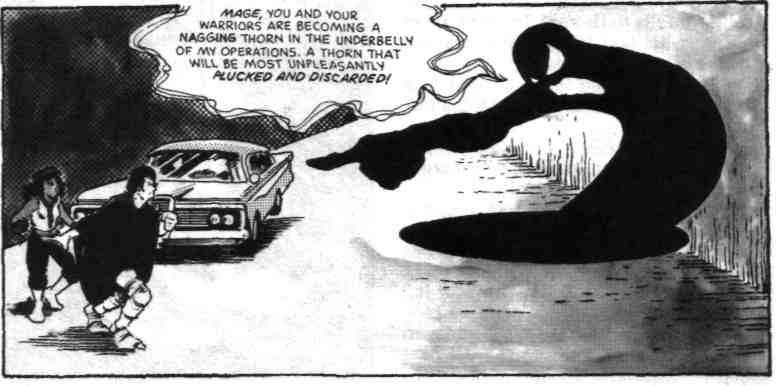 MAGE, YOU AND YOUR
WARRIORS ARE BECOMING A
NAGGING THORN IN THE UNDERBELLY
OF MY OPERATIONS. A THORN THAT
WILL BE MOST UNPLEASANTLY
PLUCKED AND DISCARDED!